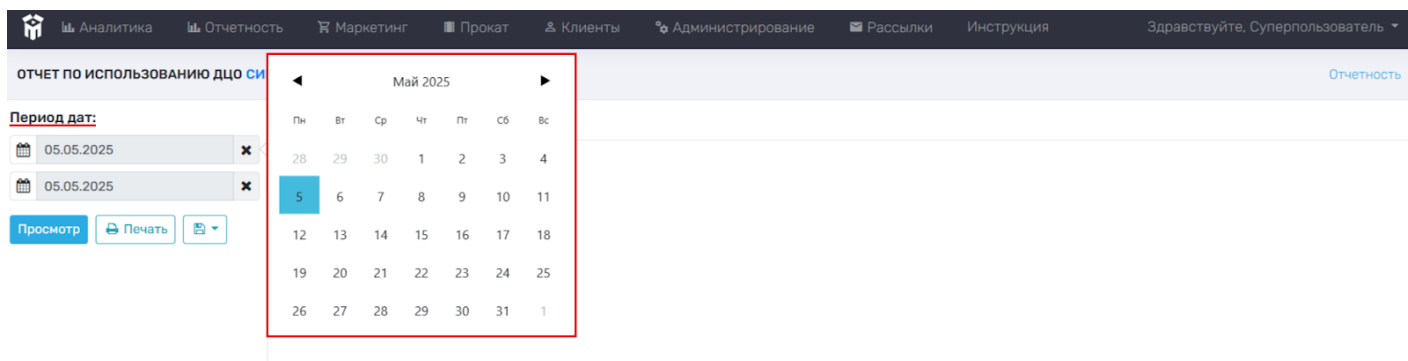 Аналитика Отчетность Маркетинг Прокат Клиенты Администрирование Рассылки Инструкция Здравствуйте, Суперпользователь
ОТЧЕТ ПО ИСПОЛЬЗОВАНИЮ ДЦО СИ Отчетность
Период дат:
05.05.2025
05.05.2025
Просмотр Печать
Май 2025
Пн Вт Ср Чт Пт Сб Вс
28 29 30 1 2 3 4
5 6 7 8 9 10 11
12 13 14 15 16 17 18
19 20 21 22 23 24 25
26 27 28 29 30 31 1